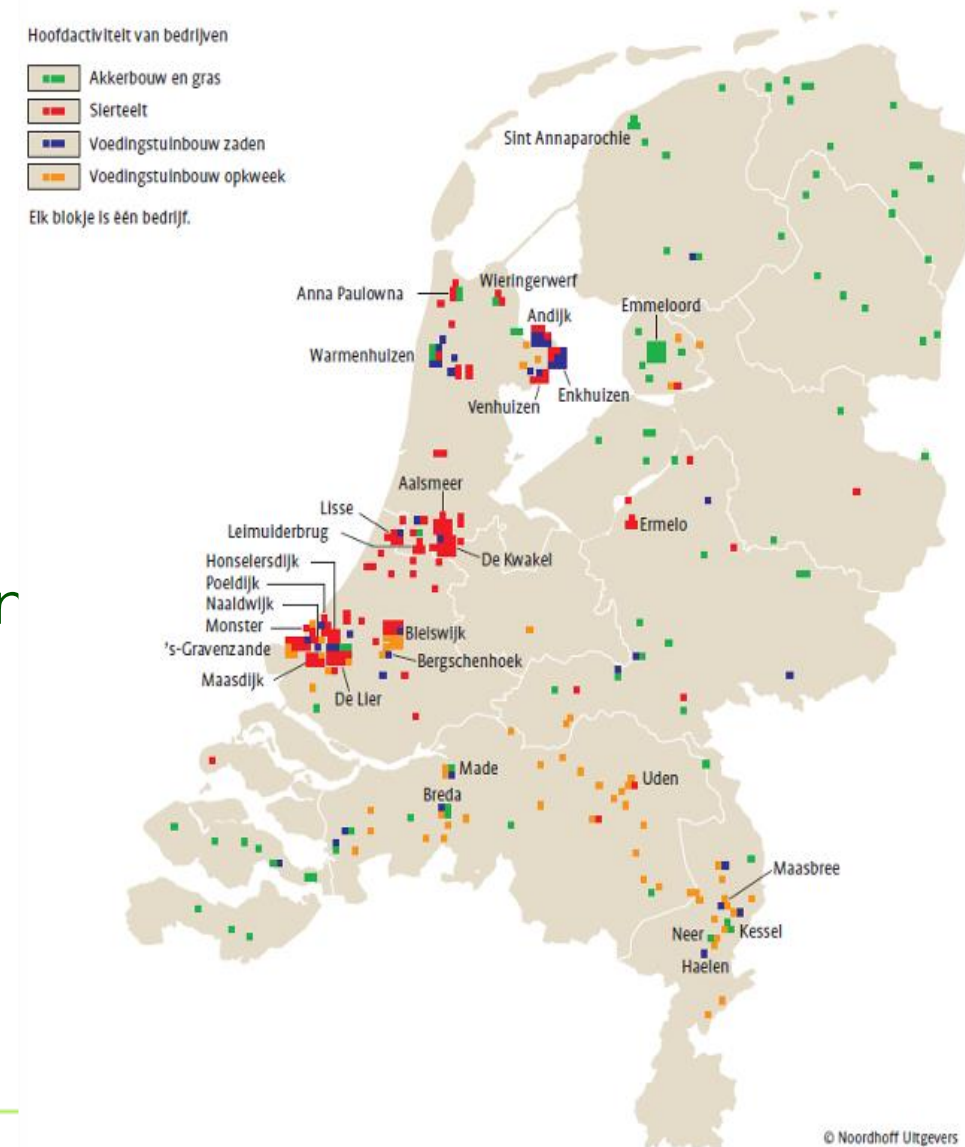 Hoofdactiviteit van bedrijven
Akkerbouw en gras
Sierteelt
Voedingstuinbouw zaden
Voedingstuinbouw opkweek
Elk blokje is één bedrijf.
Sint Annaparochie
Anna Paulowna
Wieringerwerf
Andijk
Emmeloord
Warmenhuizen
Enkhuizen
Venhuizen
Aalsmeer
Lisse
Leimuiderbrug
Ermelo
De Kwakel
Honselersdijk
Poeldijk
Naaldwijk
Monster
's-Gravenzande
Maasdijk
De Lier
Bleiswijk
Bergschenhoek
r
Made
Breda
Uden
Maasbree
Neer
Kessel
Haelen
© Noordhoff Uitgevers